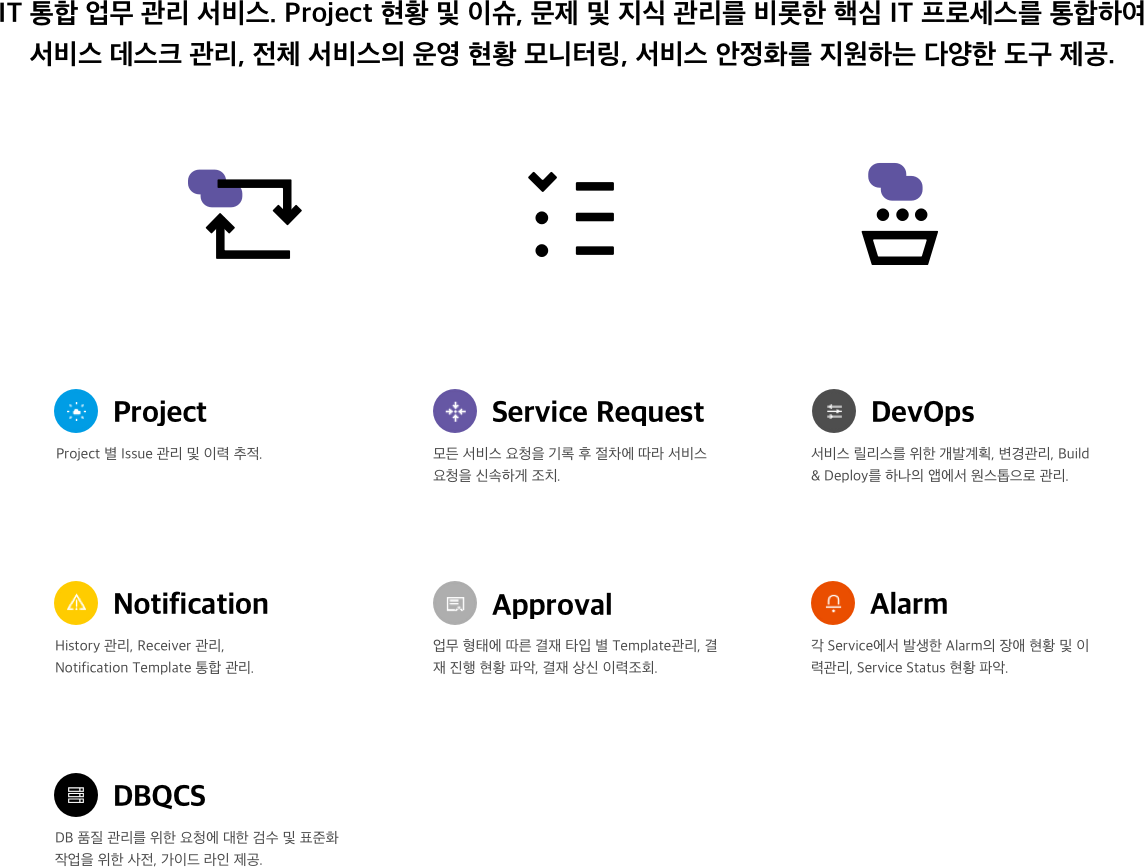 IT 통합 업무 관리 서비스. Project 현황 및 이슈, 문제 및 지식 관리를 비롯한 핵심 IT 프로세스를 통합하여
서비스 데스크 관리, 전체 서비스의 운영 현황 모니터링, 서비스 안정화를 지원하는 다양한 도구 제공.
Project
Project 별 Issue 관리 및 이력 추적.
Service Request
모든 서비스 요청을 기록 후 절차에 따라 서비스
요청을 신속하게 조치.
DevOps
서비스 릴리스를 위한 개발계획, 변경관리, Build
& Deploy를 하나의 앱에서 원스톱으로 관리.
Notification
History 관리, Receiver 관리,
Notification Template 통합 관리.
Approval
업무 형태에 따른 결재 타입 별 Template관리, 결
재 진행 현황 파악, 결재 상신 이력조회.
Alarm
각 Service에서 발생한 Alarm의 장애 현황 및 이
력관리, Service Status 현황 파악.
DBQCS
DB 품질 관리를 위한 요청에 대한 검수 및 표준화
작업을 위한 사전, 가이드 라인 제공.